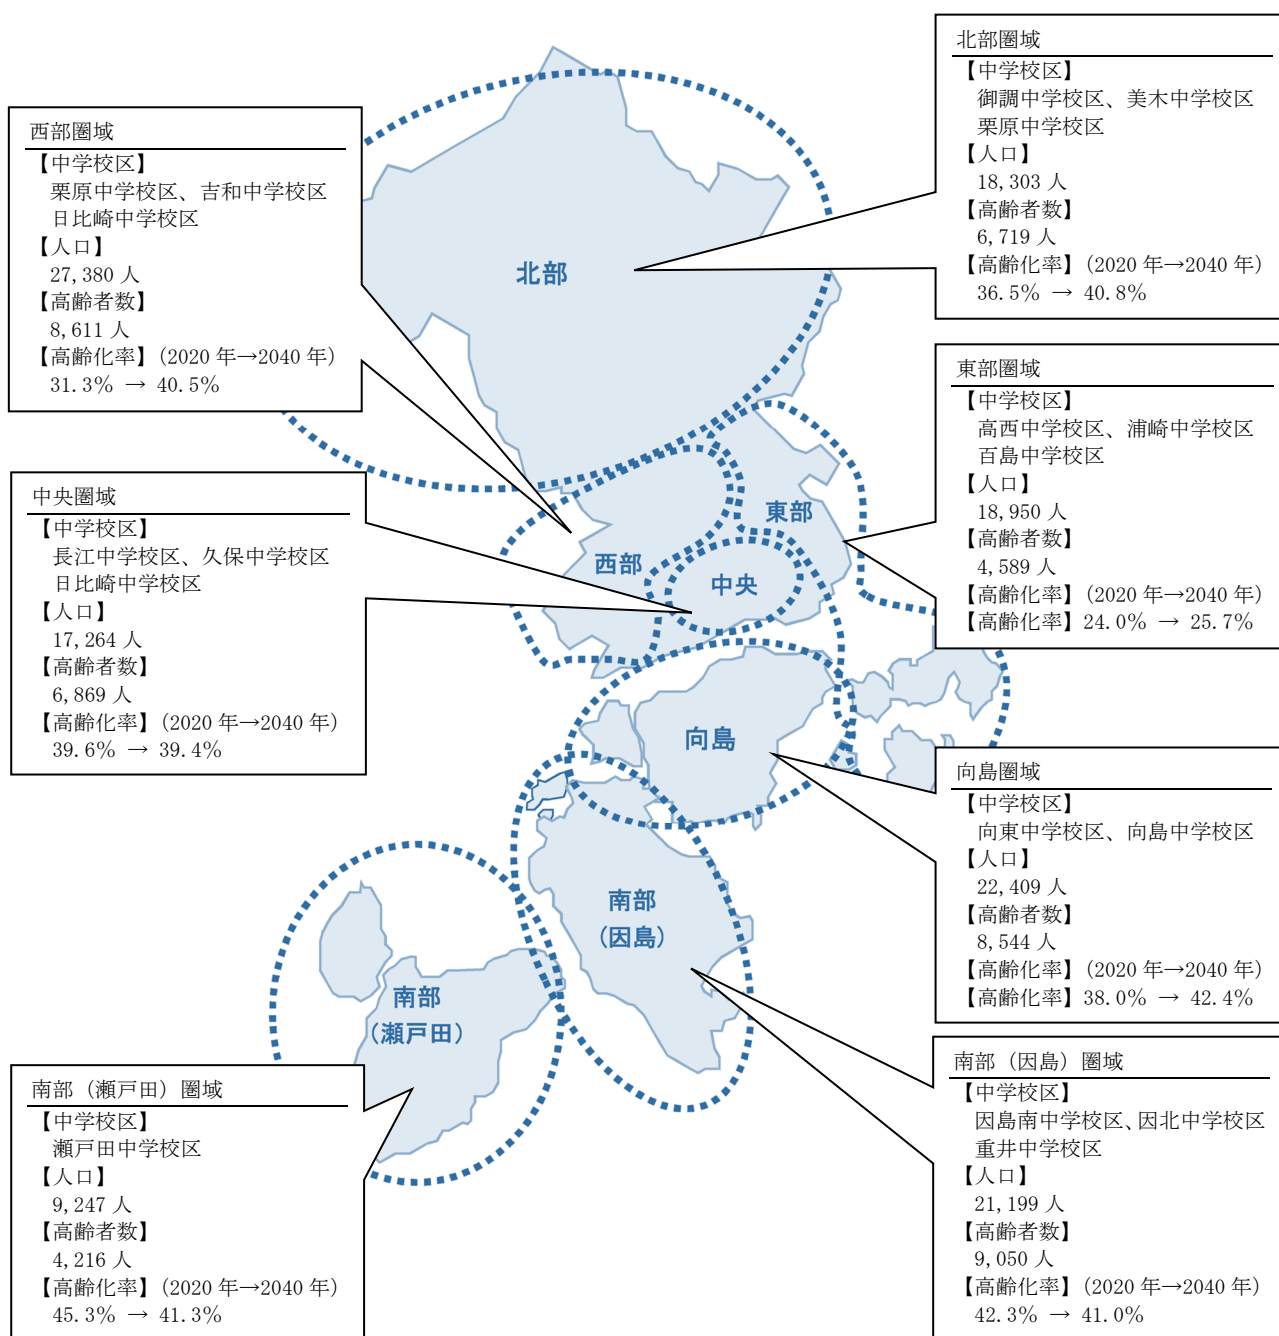 北部圏域
【中学校区】
御調中学校区、美木中学校区
栗原中学校区
【人口】
18,303 人
【高齢者数】
6,719 人
【高齢化率】(2020 年→2040 年)
36.5% → 40.8%
西部圏域
【中学校区】
栗原中学校区、吉和中学校区
日比崎中学校区
【人口】
27,380 人
【高齢者数】
8,611 人
【高齢化率】(2020 年→2040 年)
31.3% → 40.5%
東部圏域
【中学校区】
高西中学校区、浦崎中学校区
百島中学校区
【人口】
18,950 人
【高齢者数】
4,589 人
【高齢化率】(2020 年→2040 年)
【高齢化率】24.0% → 25.7%
中央圏域
【中学校区】
長江中学校区、久保中学校区
日比崎中学校区
【人口】
17,264 人
【高齢者数】
6,869 人
【高齢化率】(2020 年→2040 年)
39.6% → 39.4%
向島圏域
【中学校区】
向東中学校区、向島中学校区
【人口】
22,409 人
【高齢者数】
8,544 人
【高齢化率】(2020 年→2040 年)
【高齢化率】38.0% → 42.4%
南部（瀬戸田）圏域
【中学校区】
瀬戸田中学校区
【人口】
9,247 人
【高齢者数】
4,216 人
【高齢化率】(2020 年→2040 年)
45.3% → 41.3%
南部（因島）圏域
【中学校区】
因島南中学校区、因北中学校区
重井中学校区
【人口】
21,199 人
【高齢者数】
9,050 人
【高齢化率】(2020 年→2040 年)
42.3% → 41.0%
北部
東部
西部
中央
向島
南部
（因島）
南部
（瀬戸田）